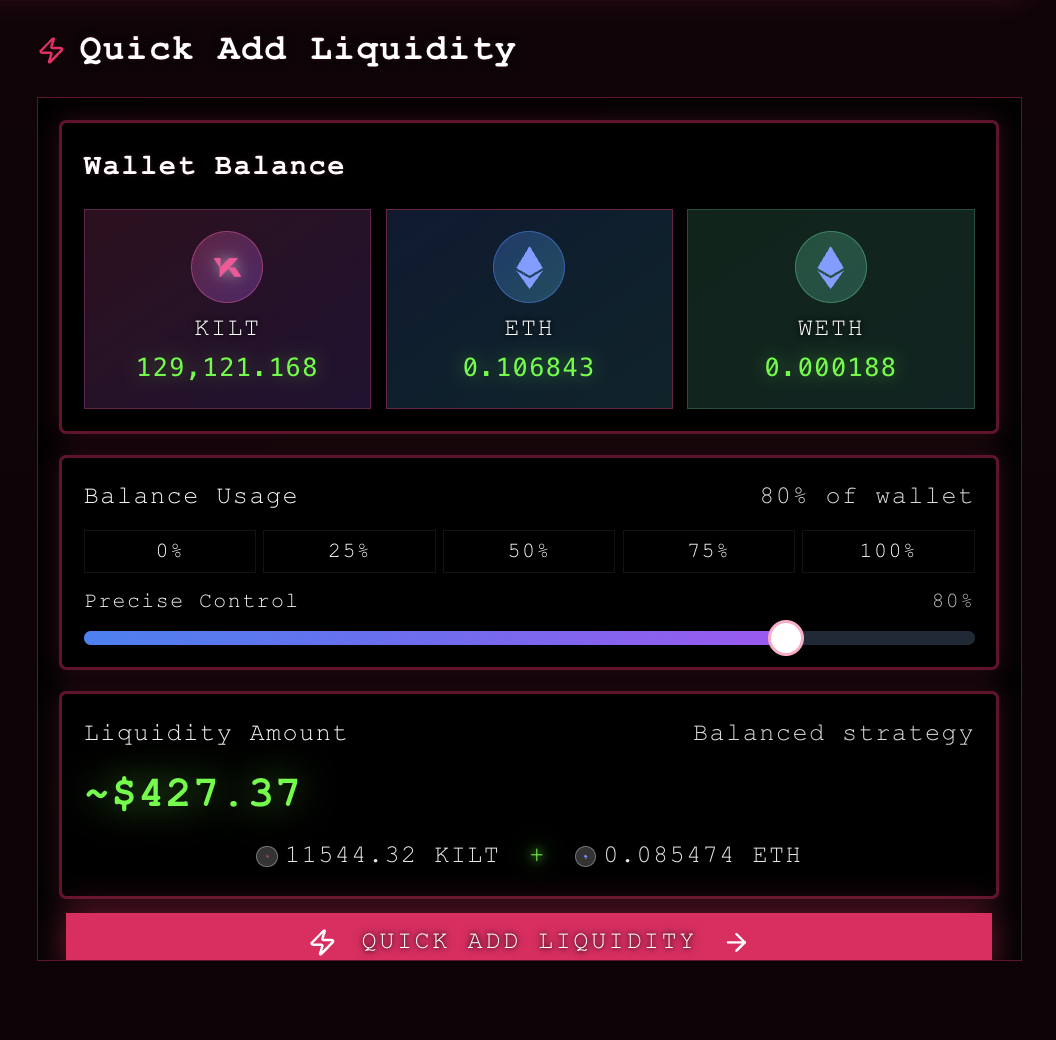 Quick Add Liquidity
Wallet Balance
KILT ETH WETH
129,121.168 0.106843 0.000188
Balance Usage 80% of wallet
0% 25% 50% 75% 100%
Precise Control 80%
Liquidity Amount Balanced strategy
~$427.37
11544.32 KILT + 0.085474 ETH
QUICK ADD LIQUIDITY →